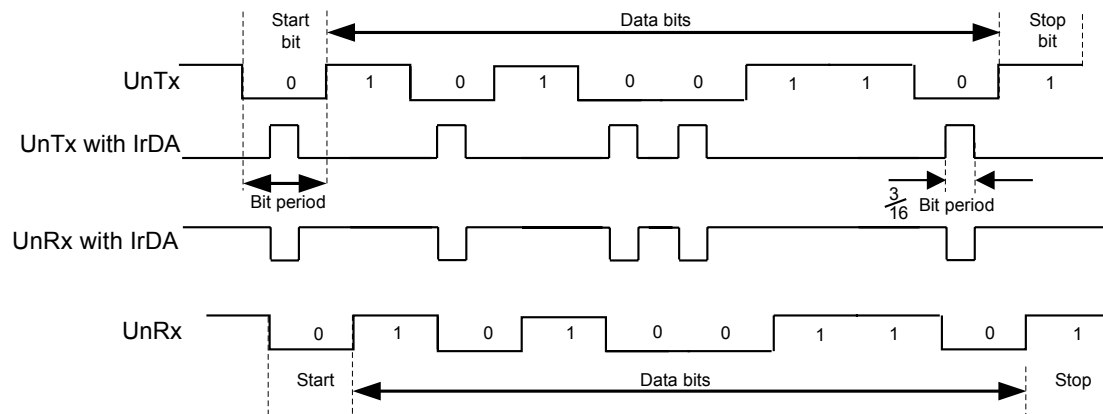 Start
bit
Data bits
Stop
bit
UnTx
0 1 0 1 0 0 1 1 0 1
UnTx with IrDA
Bit period
3/16 Bit period
UnRx with IrDA
UnRx
0 1 0 1 0 0 1 1 0 1
Start
Data bits
Stop